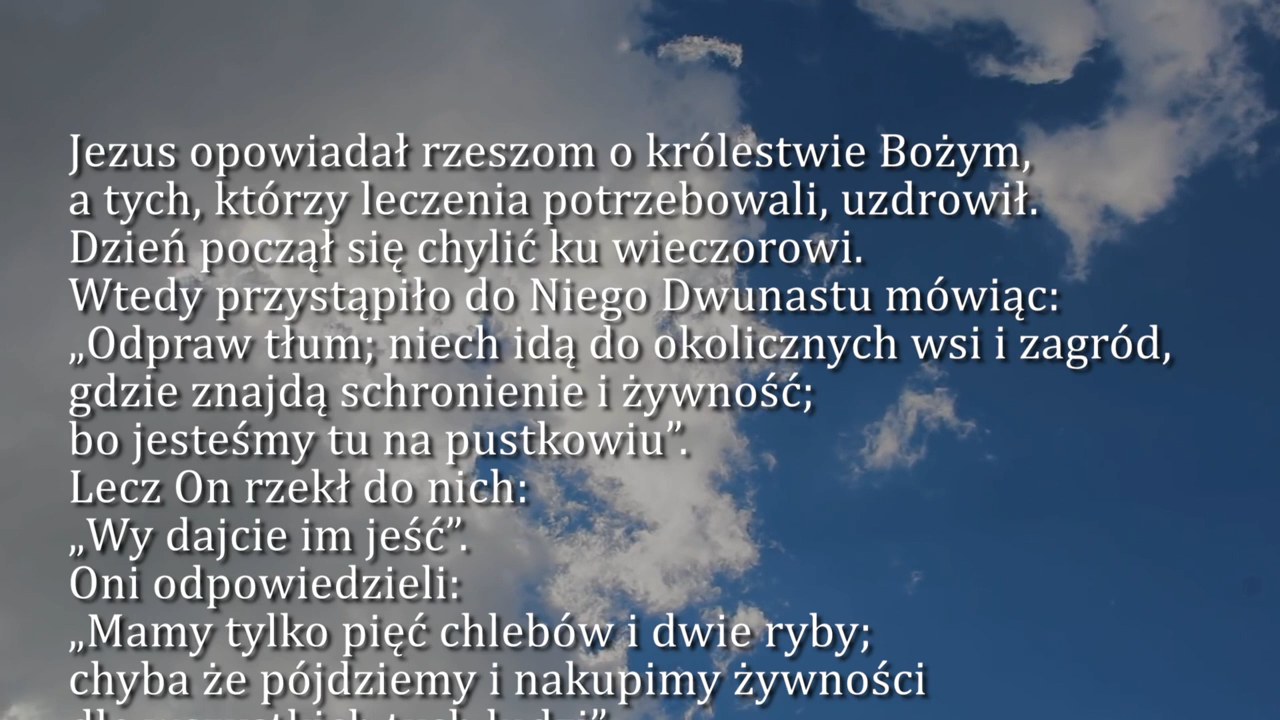 Jezus opowiadał rzeszom o królestwie Bożym,
a tych, którzy leczenia potrzebowali, uzdrowił.
Dzień począł się chylić ku wieczorowi.
Wtedy przystąpiło do Niego Dwunastu mówiąc:
„Odpraw tłum; niech idą do okolicznych wsi i zagród,
gdzie znajdą schronienie i żywność;
bo jesteśmy tu na pustkowiu”.
Lecz On rzekł do nich:
„Wy dajcie im jeść”.
Oni odpowiedzieli:
„Mamy tylko pięć chlebów i dwie ryby;
chyba że pójdziemy i nakupimy żywności